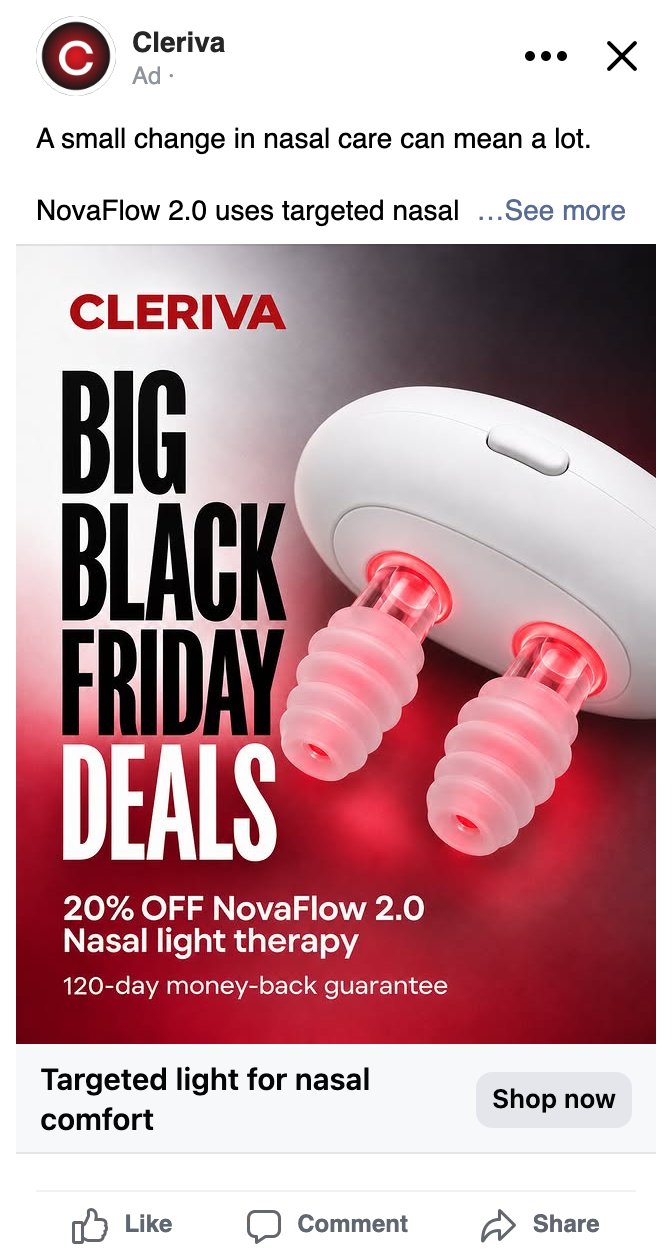 C
Cleriva
Ad ·
A small change in nasal care can mean a lot.
NovaFlow 2.0 uses targeted nasal ...See more
CLERIVA
BIG
BLACK
FRIDAY
DEALS
20% OFF NovaFlow 2.0
Nasal light therapy
120-day money-back guarantee
Targeted light for nasal
comfort
Shop now
Like
Comment
Share